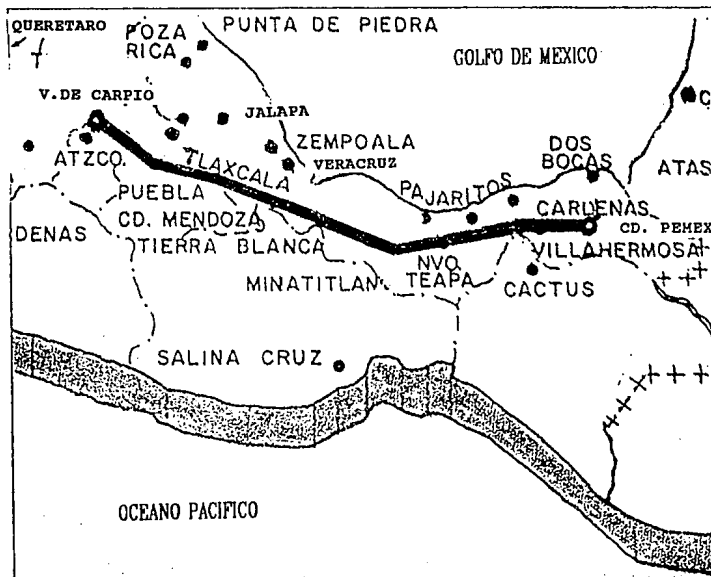 QUERETARO
POZA
RICA
PUNTA DE PIEDRA
GOLFO DE MEXICO
V.DE CARPIO
JALAPA
C
ZEMPOALA
VERACRUZ
DOS
BOCAS
ATZCO.
TLAXCALA
ATAS
PUEBLA
PAJARITOS
CD. MENDOZA
CARDENAS
CD. PEMEX
DENAS
TIERRA BLANCA
VILLAHERMOSA
MINATITLAN
NVO.
TEAPA
CACTUS
SALINA CRUZ
OCEANO PACIFICO